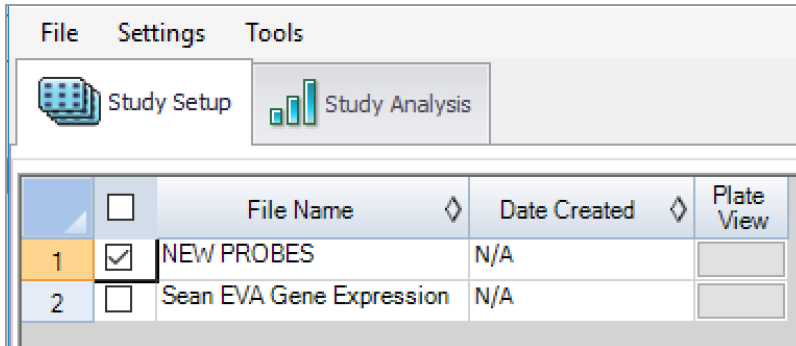 File Settings Tools
Study Setup Study Analysis
File Name Date Created Plate View
1 NEW PROBES N/A
2 Sean EVA Gene Expression N/A